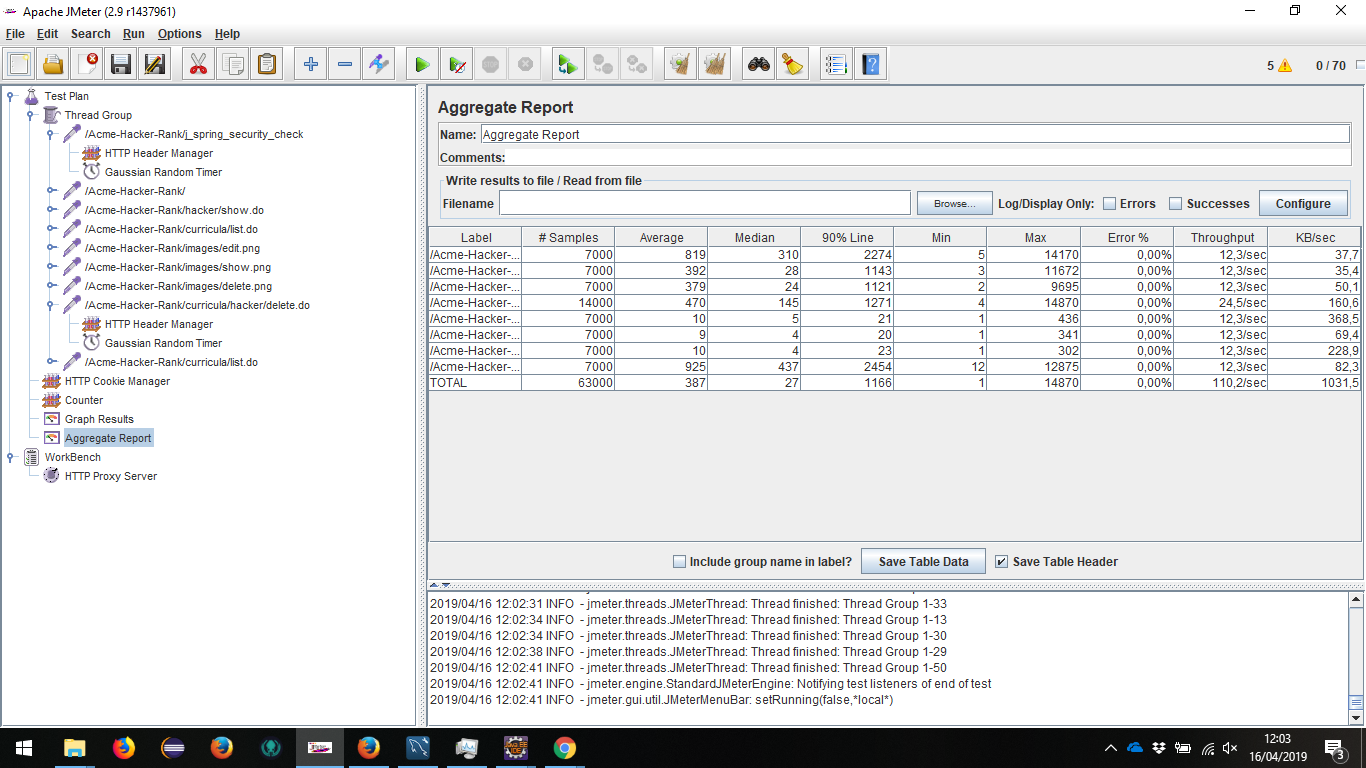 Apache JMeter (2.9 r1437961)
File Edit Search Run Options Help
5 0 / 70
Test Plan
Thread Group
/Acme-Hacker-Rank/j_spring_security_check
HTTP Header Manager
Gaussian Random Timer
/Acme-Hacker-Rank/
/Acme-Hacker-Rank/hacker/show.do
/Acme-Hacker-Rank/curricula/list.do
/Acme-Hacker-Rank/images/edit.png
/Acme-Hacker-Rank/images/show.png
/Acme-Hacker-Rank/images/delete.png
/Acme-Hacker-Rank/curricula/hacker/delete.do
HTTP Header Manager
Gaussian Random Timer
/Acme-Hacker-Rank/curricula/list.do
HTTP Cookie Manager
Counter
Graph Results
Aggregate Report
WorkBench
HTTP Proxy Server
Aggregate Report
Name: Aggregate Report
Comments:
Write results to file / Read from file
Filename Browse... Log/Display Only: Errors Successes Configure
Label # Samples Average Median 90% Line Min Max Error % Throughput KB/sec
/Acme-Hacker-... 7000 819 310 2274 5 14170 0,00% 12,3/sec 37,7
/Acme-Hacker-... 7000 392 28 1143 3 11672 0,00% 12,3/sec 35,4
/Acme-Hacker-... 7000 379 24 1121 2 9695 0,00% 12,3/sec 50,1
/Acme-Hacker-... 14000 470 145 1271 4 14870 0,00% 24,5/sec 160,6
/Acme-Hacker-... 7000 10 5 21 1 436 0,00% 12,3/sec 368,5
/Acme-Hacker-... 7000 9 4 20 1 341 0,00% 12,3/sec 69,4
/Acme-Hacker-... 7000 10 4 23 1 302 0,00% 12,3/sec 228,9
/Acme-Hacker-... 7000 925 437 2454 12 12875 0,00% 12,3/sec 82,3
TOTAL 63000 387 27 1166 1 14870 0,00% 110,2/sec 1031,5
Include group name in label? Save Table Data Save Table Header
2019/04/16 12:02:31 INFO - jmeter.threads.JMeterThread: Thread finished: Thread Group 1-33
2019/04/16 12:02:34 INFO - jmeter.threads.JMeterThread: Thread finished: Thread Group 1-13
2019/04/16 12:02:34 INFO - jmeter.threads.JMeterThread: Thread finished: Thread Group 1-30
2019/04/16 12:02:38 INFO - jmeter.threads.JMeterThread: Thread finished: Thread Group 1-29
2019/04/16 12:02:41 INFO - jmeter.threads.JMeterThread: Thread finished: Thread Group 1-50
2019/04/16 12:02:41 INFO - jmeter.engine.StandardJMeterEngine: Notifying test listeners of end of test
2019/04/16 12:02:41 INFO - jmeter.gui.util.JMeterMenuBar: setRunning(false,*local*)
12:03
16/04/2019
3